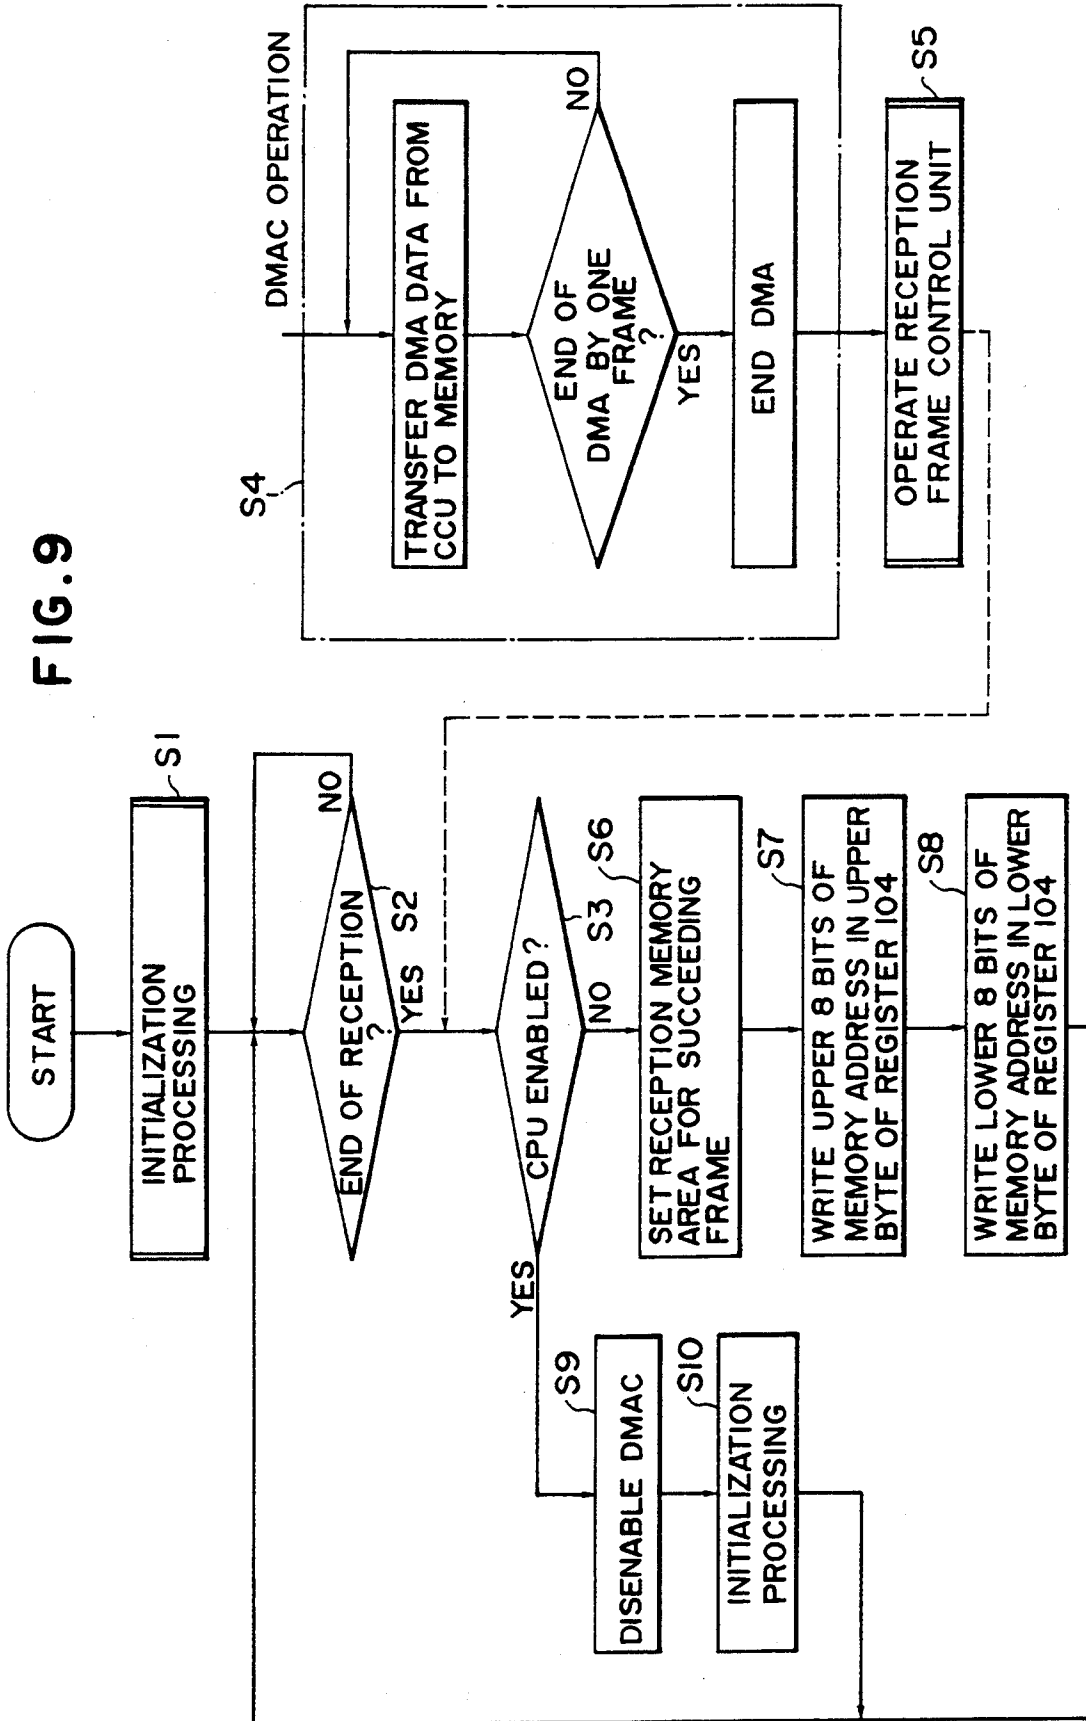 FIG.9
START
INITIALIZATION
PROCESSING
S1
END OF RECEPTION
?
NO
S2
YES
CPU ENABLED?
S3
YES
NO
SET RECEPTION MEMORY
AREA FOR SUCCEEDING
FRAME
S6
WRITE UPPER 8 BITS OF
MEMORY ADDRESS IN UPPER
BYTE OF REGISTER 104
S7
WRITE LOWER 8 BITS OF
MEMORY ADDRESS IN LOWER
BYTE OF REGISTER 104
S8
DISENABLE DMAC
S9
INITIALIZATION
PROCESSING
S10
DMAC OPERATION
S4
TRANSFER DMA DATA FROM
CCU TO MEMORY
END OF
DMA BY ONE
FRAME
?
NO
YES
END DMA
OPERATE RECEPTION
FRAME CONTROL UNIT
S5